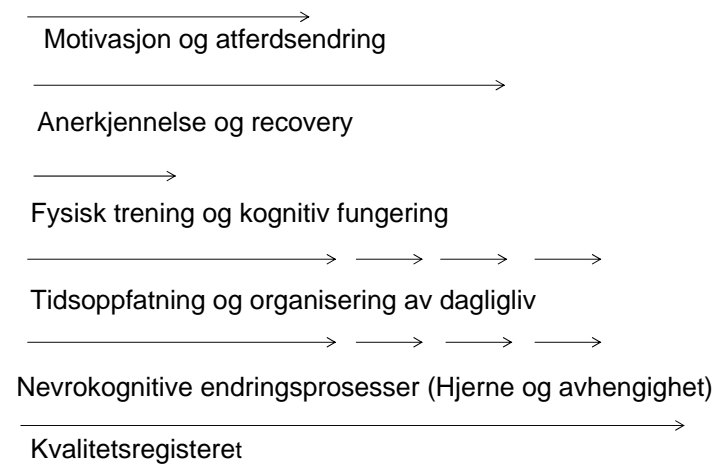 Motivasjon og atferdsendring
Anerkjennelse og recovery
Fysisk trening og kognitiv fungering
Tidsoppfatning og organisering av dagligliv
Nevrokognitive endringsprosesser (Hjerne og avhengighet)
Kvalitetsregisteret